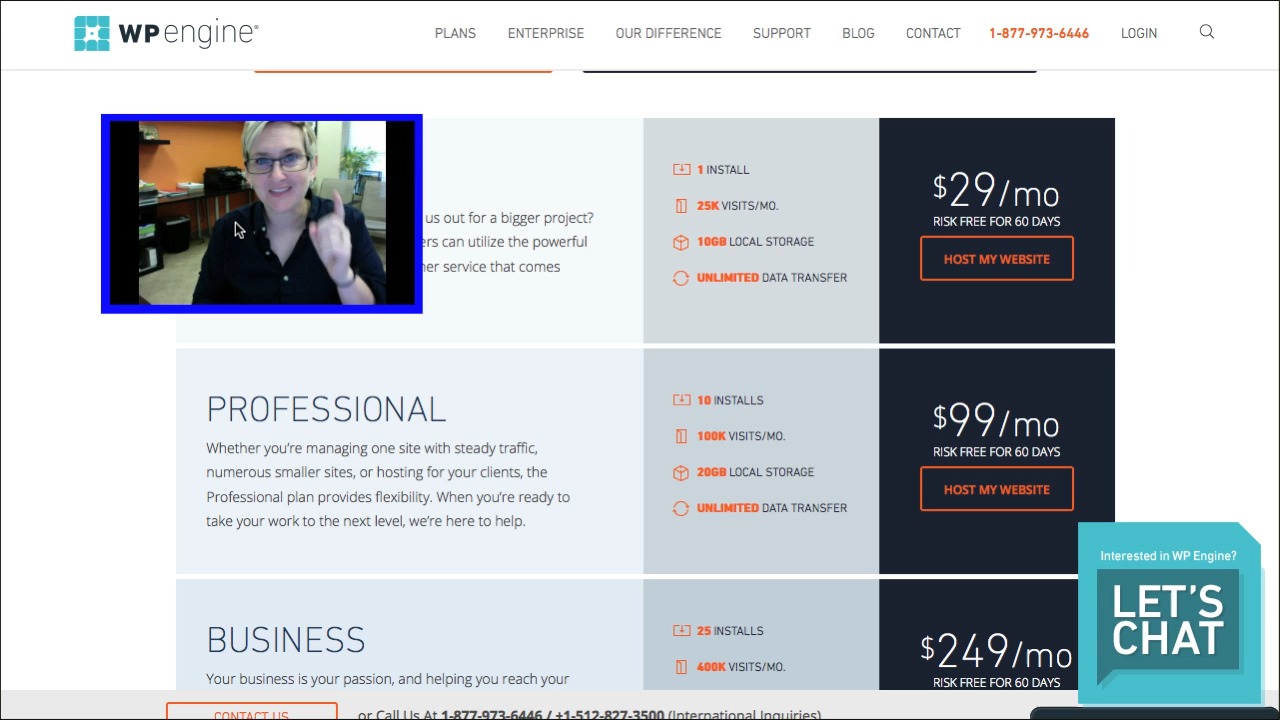 WP engine®
PLANS ENTERPRISE OUR DIFFERENCE SUPPORT BLOG CONTACT 1-877-973-6446 LOGIN
us out for a bigger project?
ers can utilize the powerful
ner service that comes
1 INSTALL
25K VISITS/MO.
10GB LOCAL STORAGE
UNLIMITED DATA TRANSFER
$29/mo
RISK FREE FOR 60 DAYS
HOST MY WEBSITE
PROFESSIONAL
Whether you're managing one site with steady traffic,
numerous smaller sites, or hosting for your clients, the
Professional plan provides flexibility. When you're ready to
take your work to the next level, we're here to help.
10 INSTALLS
100K VISITS/MO.
20GB LOCAL STORAGE
UNLIMITED DATA TRANSFER
$99/mo
RISK FREE FOR 60 DAYS
HOST MY WEBSITE
BUSINESS
Your business is your passion, and helping you reach your
25 INSTALLS
400K VISITS/MO.
$249/mo
RISK FREE FOR 60 DAYS
Interested in WP Engine?
LET'S
CHAT
CONTACT US or Call Us At 1-877-973-6446 / +1-512-827-3500 (International Inquiries)